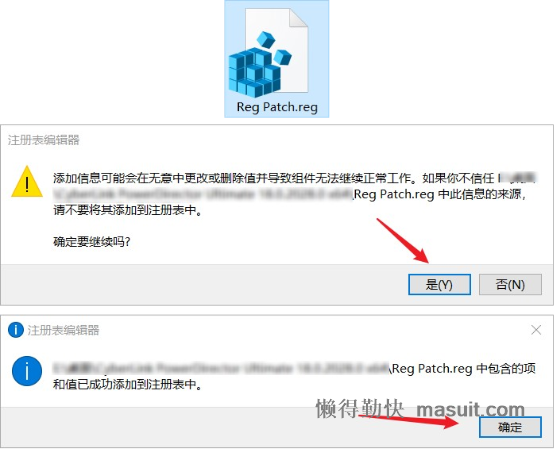 Reg Patch.reg
注册表编辑器
添加信息可能会在无意中更改或删除值并导致组件无法继续正常工作。如果你不信任
\Reg Patch.reg 中此信息的来源,
请不要将其添加到注册表中。
确定要继续吗?
是(Y)
否(N)
注册表编辑器
\Reg Patch.reg 中包含的项
和值已成功添加到注册表中。
懒得勤快 masuit.com
确定